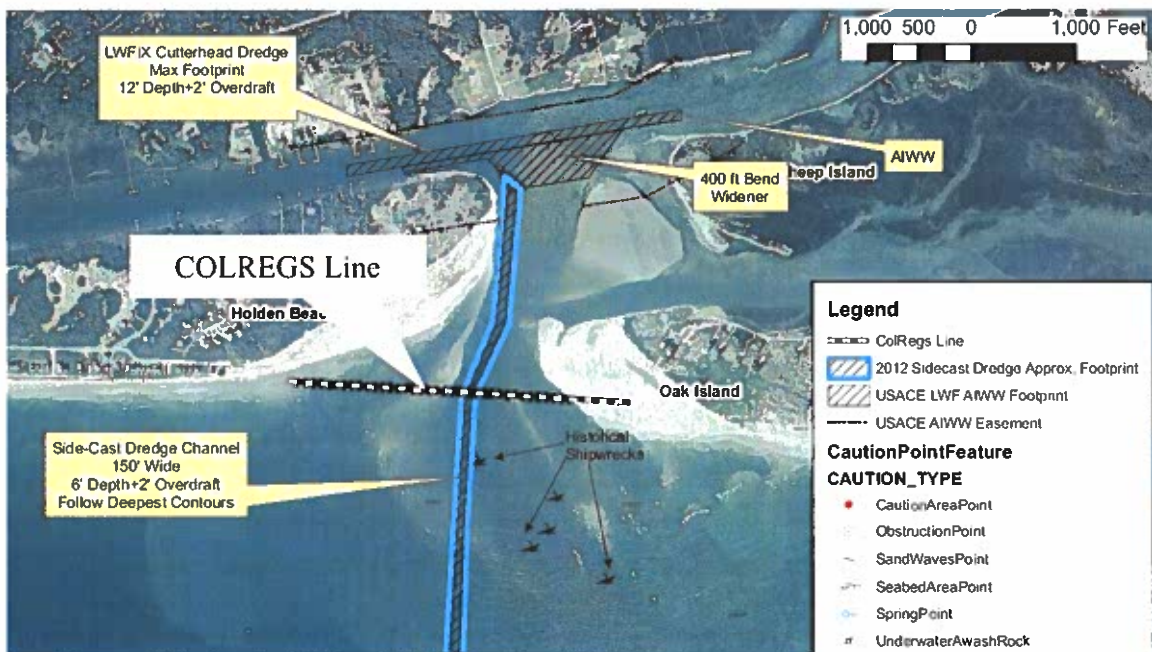 1,000 500 0 1,000 Feet
LWFIX Cutterhead Dredge
Max Footprint
12' Depth+2' Overdraft
AIWW
400 ft Bend
Widener
heep Island
COLREGS Line
Holden Beac
Oak Island
Side-Cast Dredge Channel
150' Wide
6' Depth+2' Overdraft
Follow Deepest Contours
Historical
Shipwrecks
Legend
ColRegs Line
2012 Sidecast Dredge Approx. Footprint
USACE LWF AIWW Footprint
USACE AIWW Easement
CautionPointFeature
CAUTION_TYPE
CautionAreaPoint
ObstructionPoint
SandWavesPoint
SeabedAreaPoint
SpringPoint
UnderwaterAwashRock